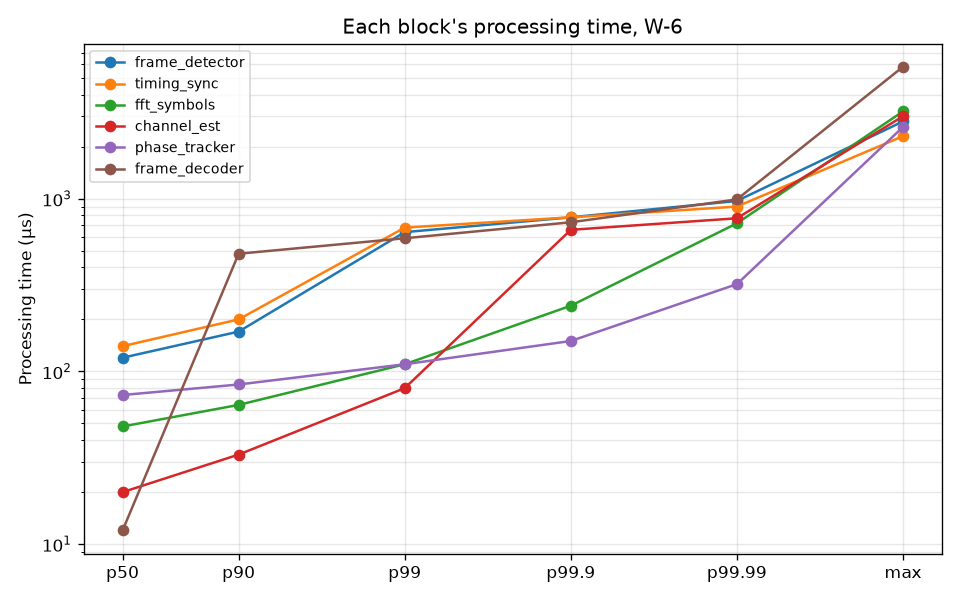 Each block's processing time, W-6
frame_detector
timing_sync
fft_symbols
channel_est
phase_tracker
frame_decoder
Processing time (µs)
10³
10²
10¹
p50 p90 p99 p99.9 p99.99 max